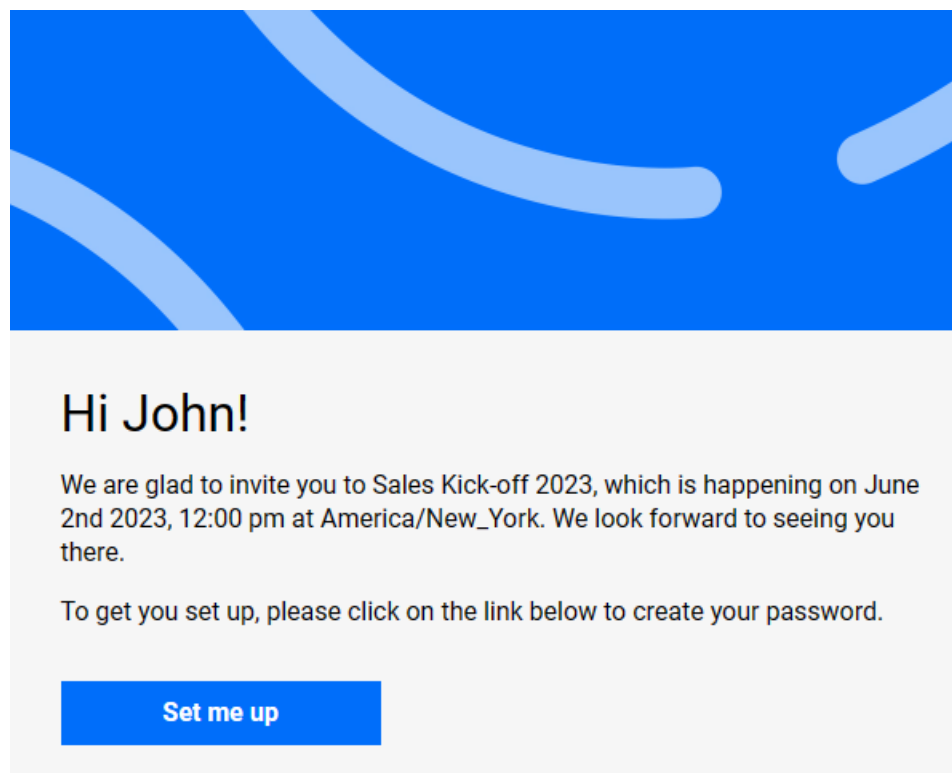 Hi John!
We are glad to invite you to Sales Kick-off 2023, which is happening on June
2nd 2023, 12:00 pm at America/New_York. We look forward to seeing you
there.
To get you set up, please click on the link below to create your password.
Set me up